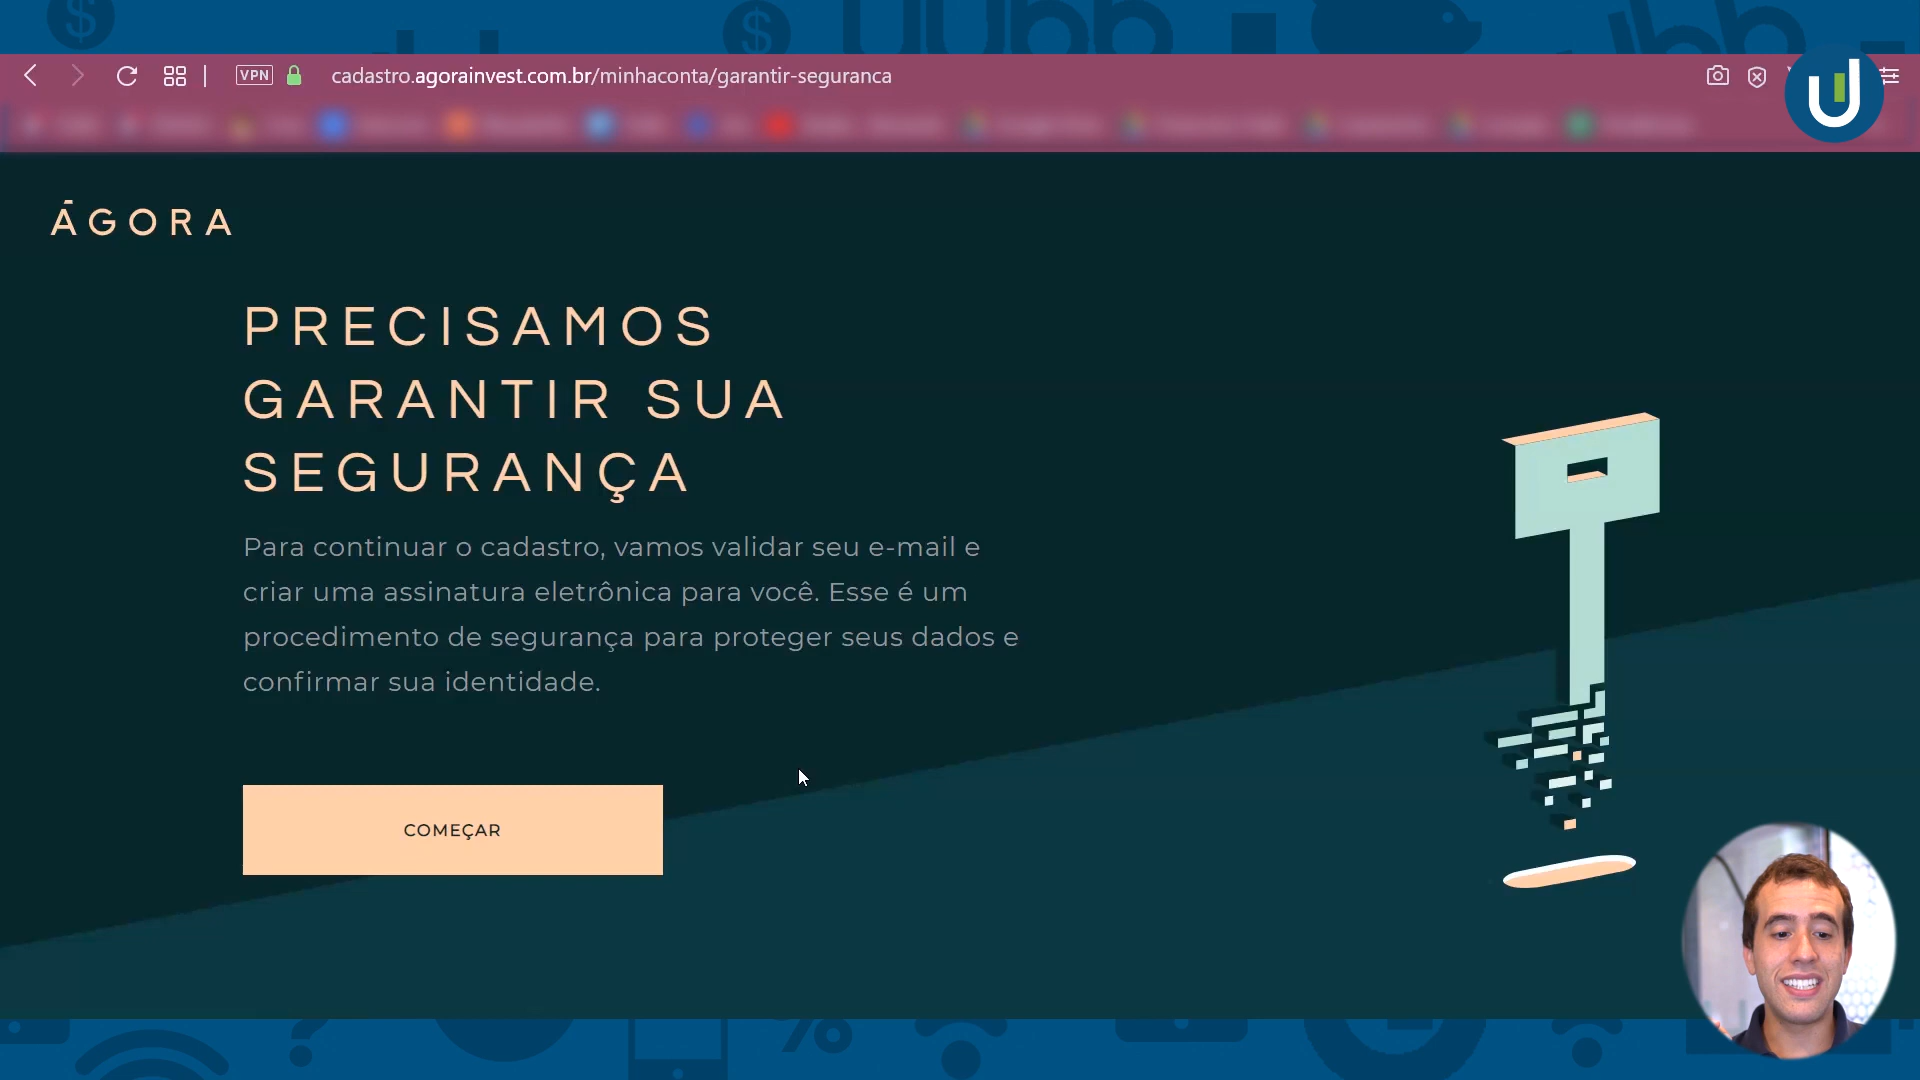 VPN
cadastro.agorainvest.com.br/minhaconta/garantir-seguranca
ÁGORA
PRECISAMOS
GARANTIR SUA
SEGURANÇA
Para continuar o cadastro, vamos validar seu e-mail e
criar uma assinatura eletrônica para você. Esse é um
procedimento de segurança para proteger seus dados e
confirmar sua identidade.
COMEÇAR